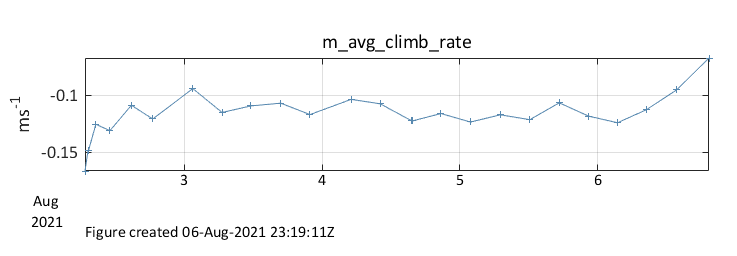 m_avg_climb_rate
ms-1
-0.1
-0.15
3 4 5 6
Aug
2021
Figure created 06-Aug-2021 23:19:11Z